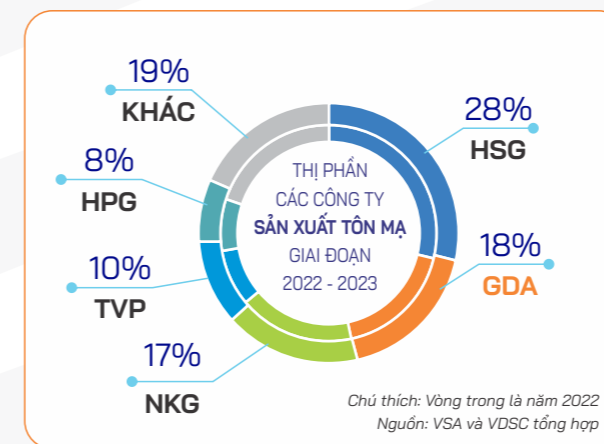 19%
KHÁC
28%
HSG
8%
HPG
THỊ PHẦN
CÁC CÔNG TY
SẢN XUẤT TÔN MẠ
GIAI ĐOẠN
2022 - 2023
18%
GDA
10%
TVP
17%
NKG
Chú thích: Vòng trong là năm 2022
Nguồn: VSA và VDSC tổng hợp